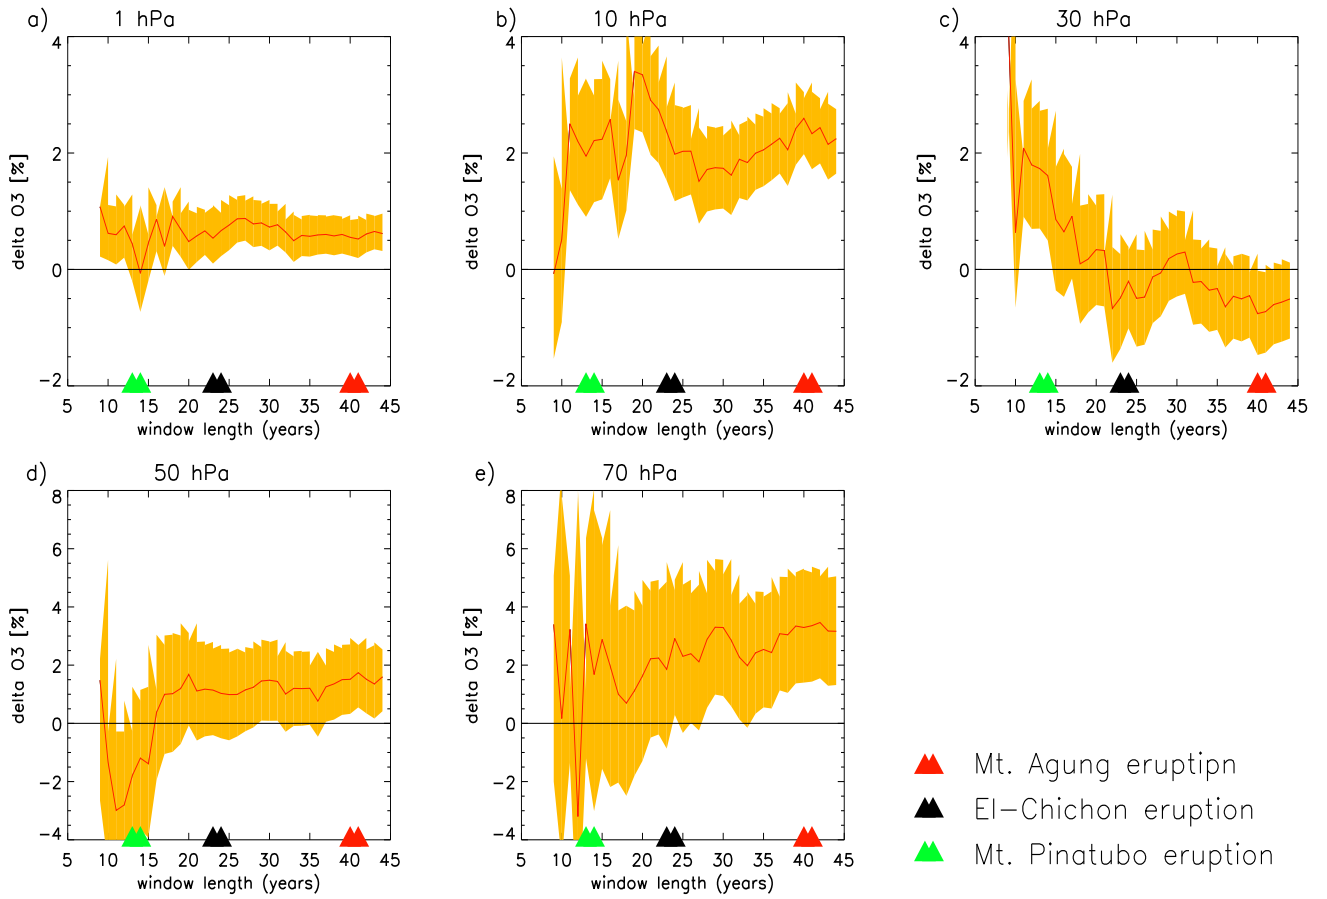 a) 1 hPa
4
2
0
−2
delta O3 [%]
5 10 15 20 25 30 35 40 45
window length (years)
b) 10 hPa
4
2
0
−2
delta O3 [%]
5 10 15 20 25 30 35 40 45
window length (years)
c) 30 hPa
4
2
0
−2
delta O3 [%]
5 10 15 20 25 30 35 40 45
window length (years)
d) 50 hPa
8
6
4
2
0
−2
−4
delta O3 [%]
5 10 15 20 25 30 35 40 45
window length (years)
e) 70 hPa
8
6
4
2
0
−2
−4
delta O3 [%]
5 10 15 20 25 30 35 40 45
window length (years)
Mt. Agung eruptipn
El−Chichon eruption
Mt. Pinatubo eruption